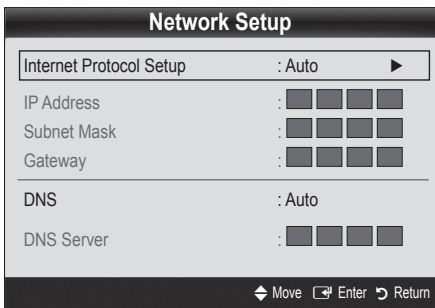 Network Setup
Internet Protocol Setup : Auto ▶
IP Address :
Subnet Mask :
Gateway :
DNS : Auto
DNS Server :
Move Enter Return